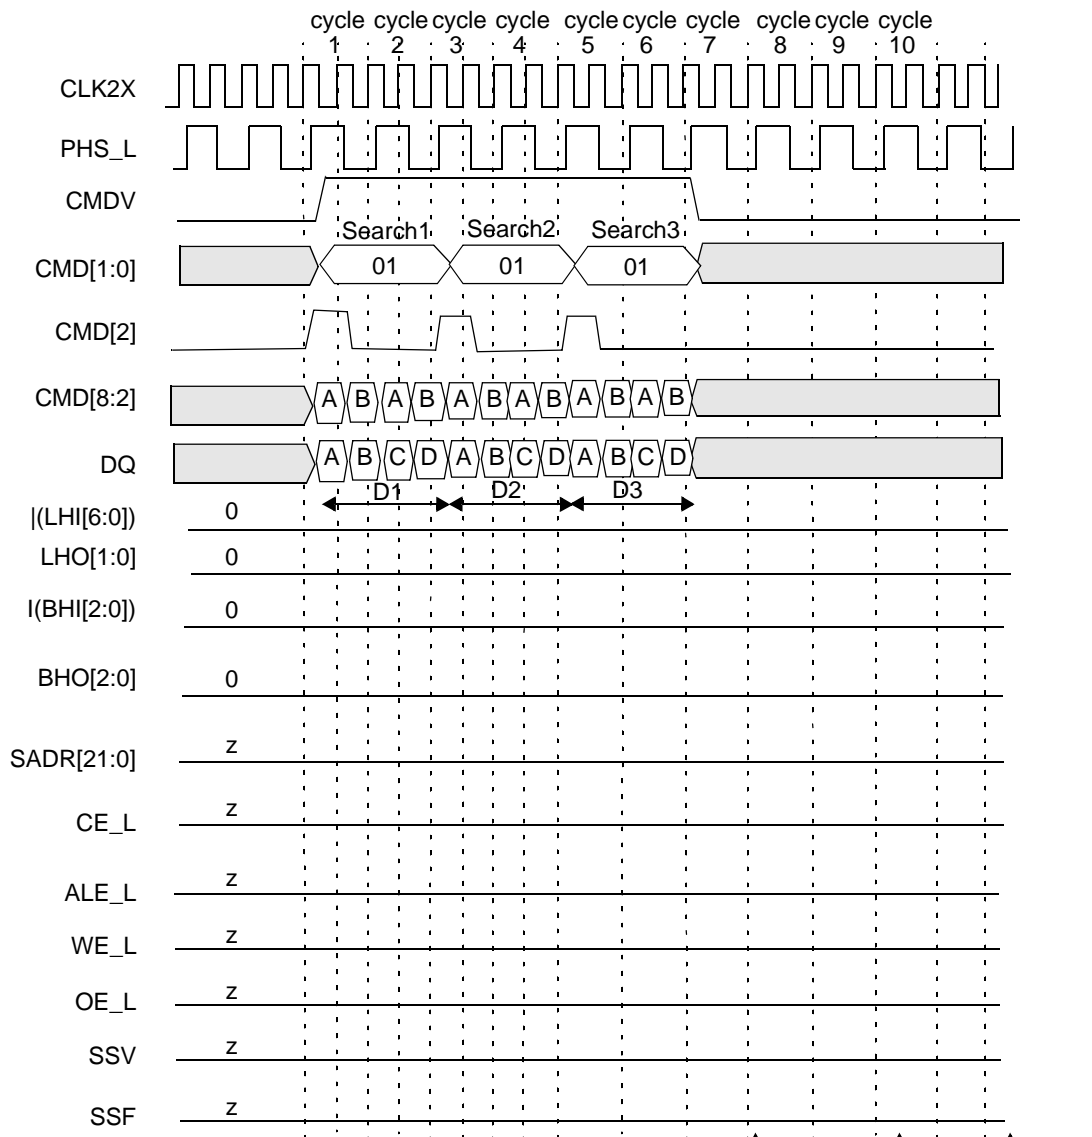 cycle cycle cycle cycle cycle cycle cycle cycle cycle cycle
1 2 3 4 5 6 7 8 9 10
CLK2X
PHS_L
CMDV
Search1 Search2 Search3
CMD[1:0] 01 01 01
CMD[2]
CMD[8:2] A B A B A B A B A B A B
DQ A B C D A B C D A B C D
D1 D2 D3
|(LHI[6:0]) 0
LHO[1:0] 0
I(BHI[2:0]) 0
BHO[2:0] 0
SADR[21:0] z
CE_L z
ALE_L z
WE_L z
OE_L z
SSV z
SSF z